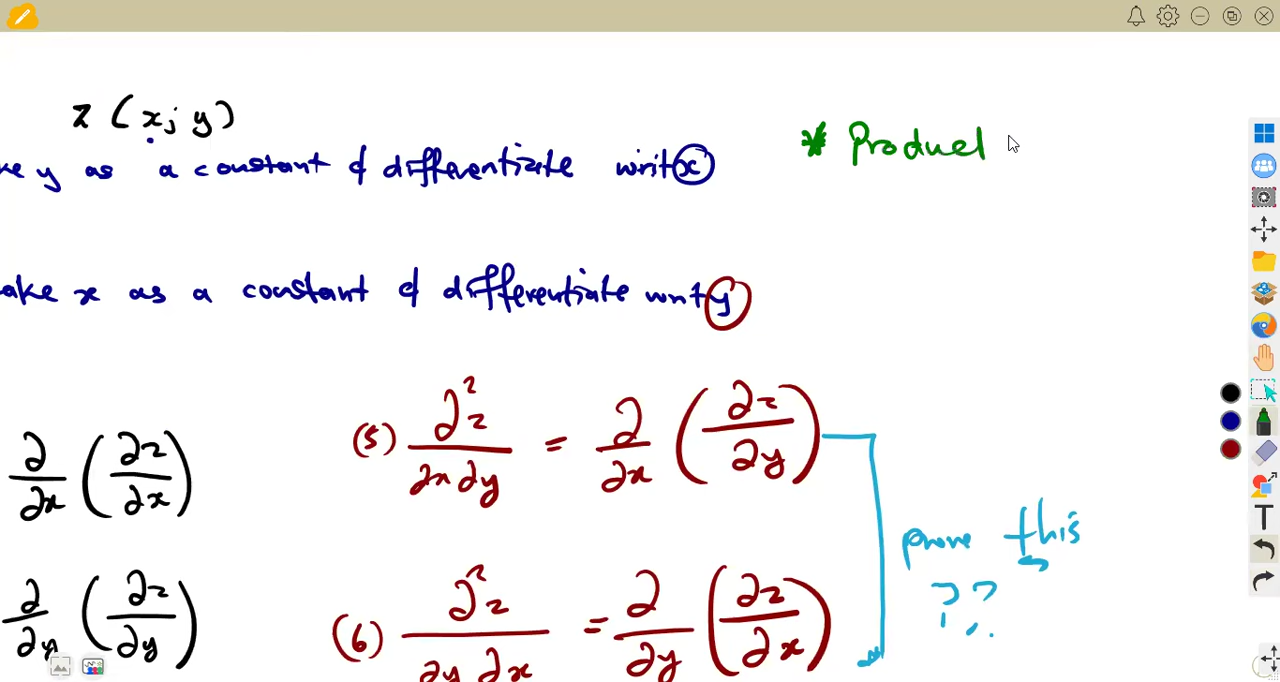 z (x; y)
ke y as a constant & differentiate wrt x
* Product
ake x as a constant & differentiate wrt y
∂/∂x (∂z/∂x)
(5) ∂²z/∂x∂y = ∂/∂x (∂z/∂y)
prove this
??
∂/∂y (∂z/∂y)
(6) ∂²z/∂y∂x = ∂/∂y (∂z/∂x)
T